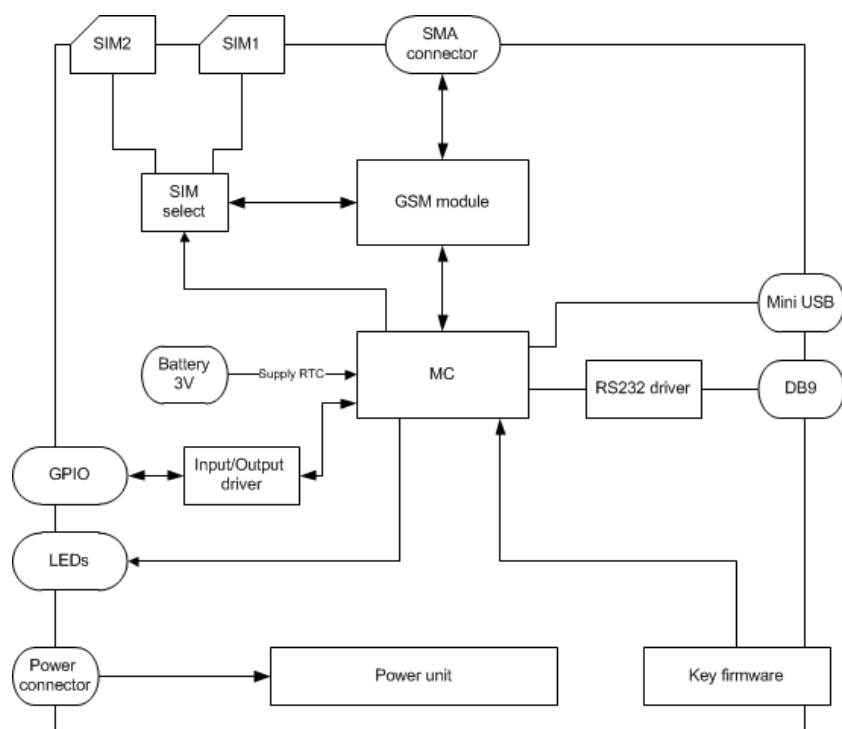 SIM2
SIM1
SMA
connector
SIM
select
GSM module
Mini USB
Battery
3V
Supply RTC
MC
RS232 driver
DB9
GPIO
Input/Output
driver
LEDs
Power
connector
Power unit
Key firmware